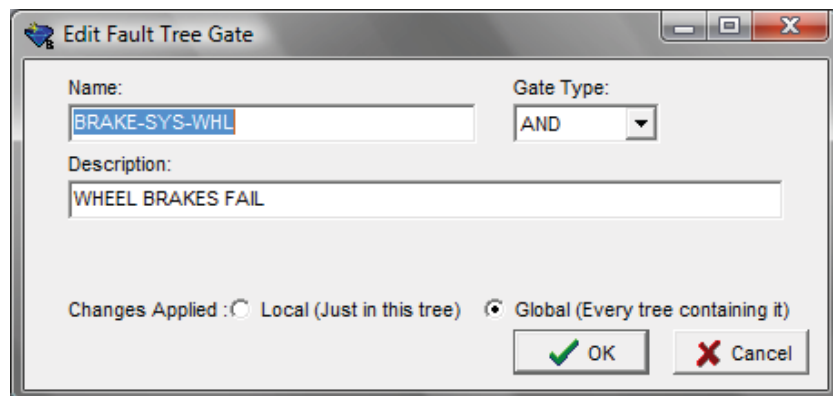 Edit Fault Tree Gate
Name: Gate Type:
BRAKE-SYS-WHL AND
Description:
WHEEL BRAKES FAIL
Changes Applied : Local (Just in this tree) Global (Every tree containing it)
OK Cancel